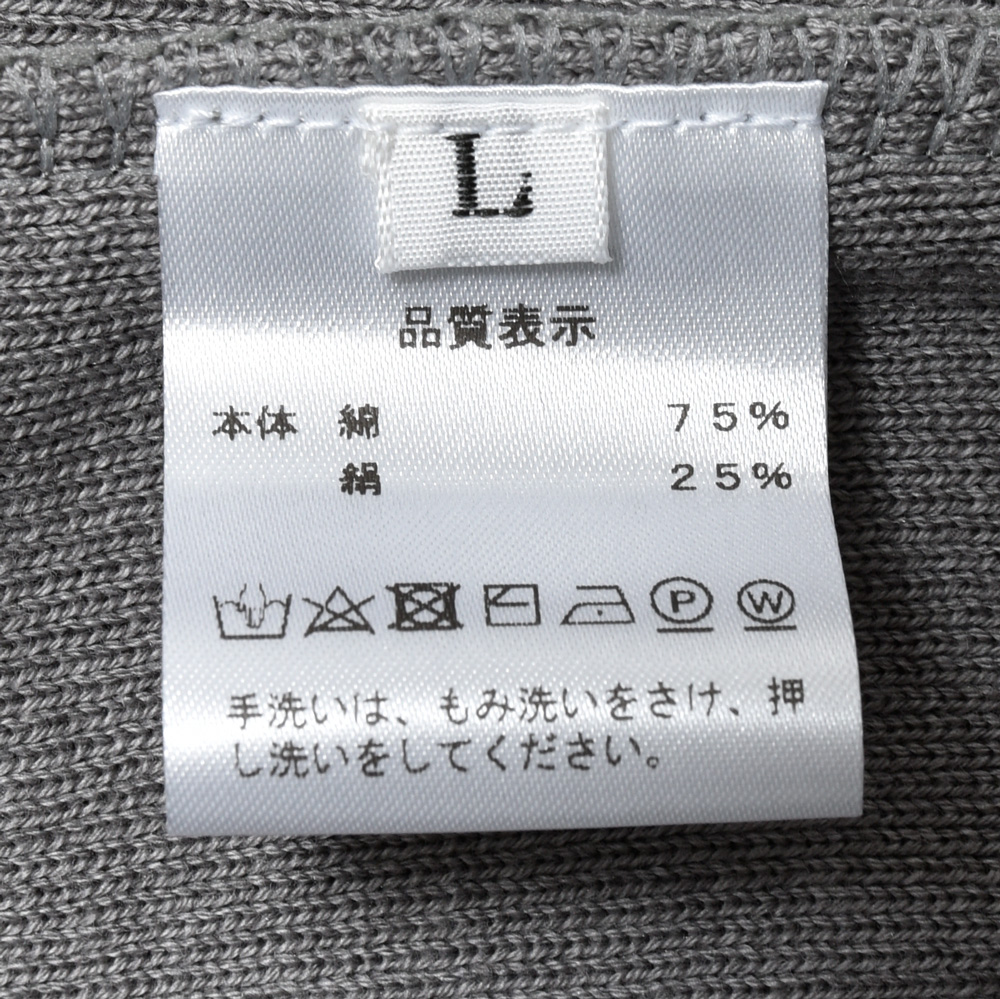 L
品質表示
本体 綿 75%
絹 25%
P W
手洗いは、もみ洗いをさけ、押
し洗いをしてください。